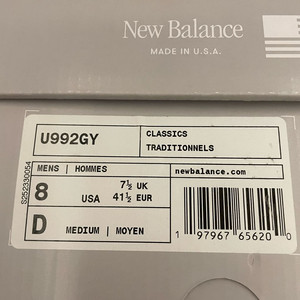 New Balance
MADE IN U.S.A.
U992GY
CLASSICS
TRADITIONNELS
MENS | HOMMES
8 USA 7½ UK
41½ EUR
D MEDIUM | MOYEN
newbalance.com
1 97967 65620 0
S252330054